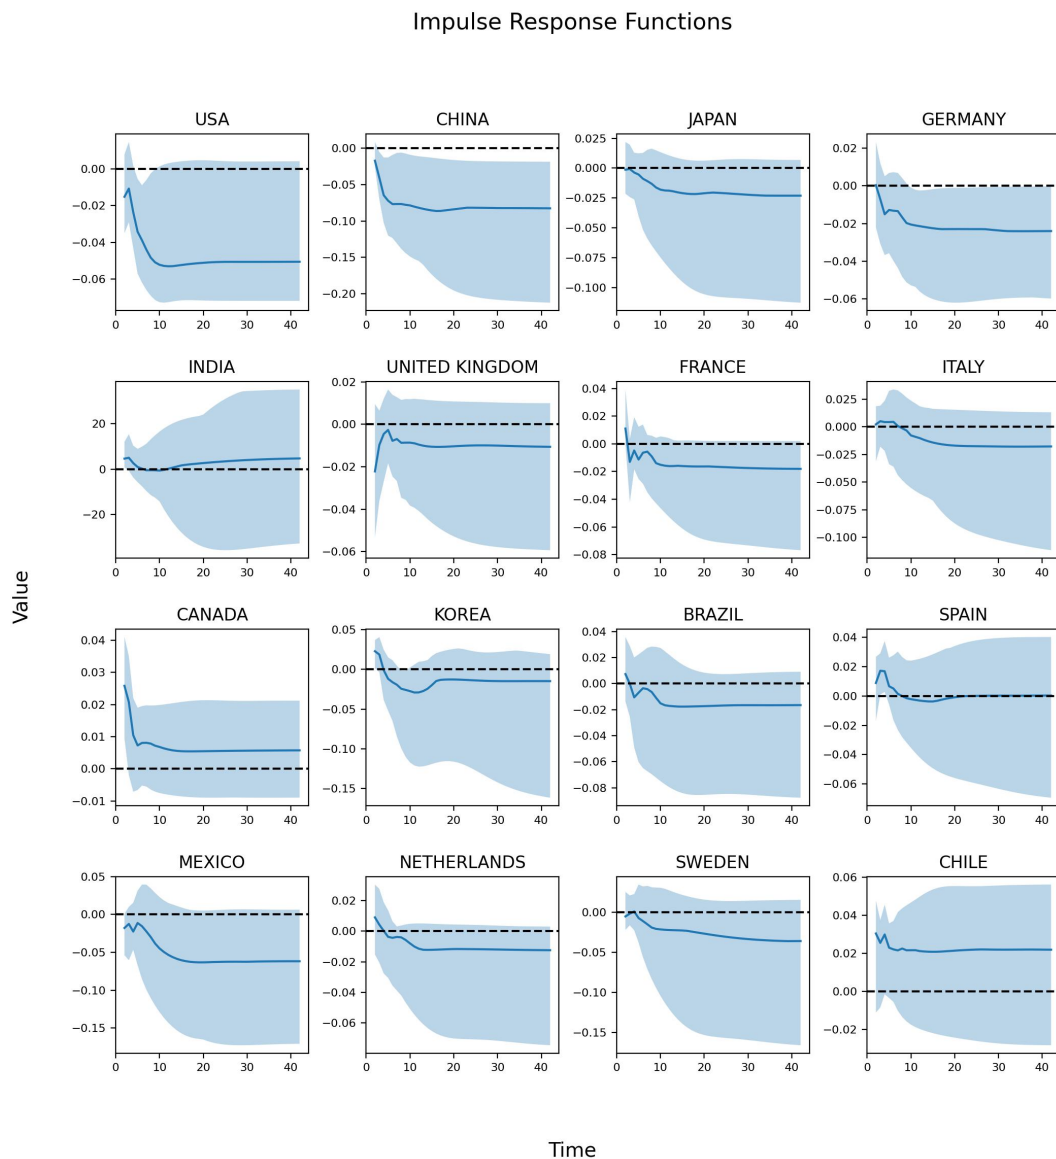 Impulse Response Functions
USA
CHINA
JAPAN
GERMANY
0.00
−0.02
−0.04
−0.06
0 10 20 30 40
0.00
−0.05
−0.10
−0.15
−0.20
0 10 20 30 40
0.025
0.000
−0.025
−0.050
−0.075
−0.100
0 10 20 30 40
0.02
0.00
−0.02
−0.04
−0.06
0 10 20 30 40
INDIA
UNITED KINGDOM
FRANCE
ITALY
20
0
−20
0 10 20 30 40
0.02
0.00
−0.02
−0.04
−0.06
0 10 20 30 40
0.04
0.02
0.00
−0.02
−0.04
−0.06
−0.08
0 10 20 30 40
0.025
0.000
−0.025
−0.050
−0.075
−0.100
0 10 20 30 40
Value
CANADA
KOREA
BRAZIL
SPAIN
0.04
0.03
0.02
0.01
0.00
−0.01
0 10 20 30 40
0.05
0.00
−0.05
−0.10
−0.15
0 10 20 30 40
0.04
0.02
0.00
−0.02
−0.04
−0.06
−0.08
0 10 20 30 40
0.04
0.02
0.00
−0.02
−0.04
−0.06
0 10 20 30 40
MEXICO
NETHERLANDS
SWEDEN
CHILE
0.05
0.00
−0.05
−0.10
−0.15
0 10 20 30 40
0.02
0.00
−0.02
−0.04
−0.06
0 10 20 30 40
0.00
−0.05
−0.10
−0.15
0 10 20 30 40
0.06
0.04
0.02
0.00
−0.02
0 10 20 30 40
Time